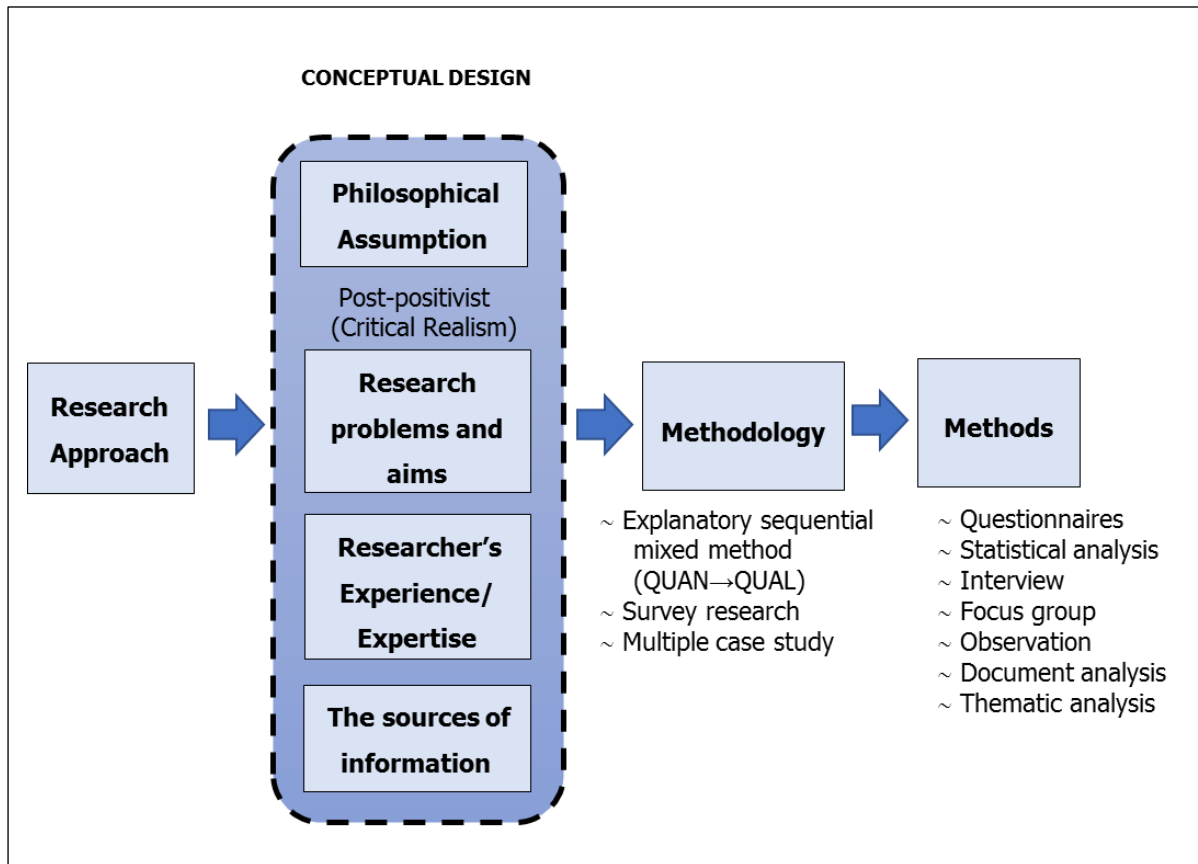 CONCEPTUAL DESIGN
Research
Approach
Philosophical
Assumption
Post-positivist
(Critical Realism)
Research
problems and
aims
Researcher’s
Experience/
Expertise
The sources of
information
Methodology
~ Explanatory sequential
mixed method
(QUAN→QUAL)
~ Survey research
~ Multiple case study
Methods
~ Questionnaires
~ Statistical analysis
~ Interview
~ Focus group
~ Observation
~ Document analysis
~ Thematic analysis